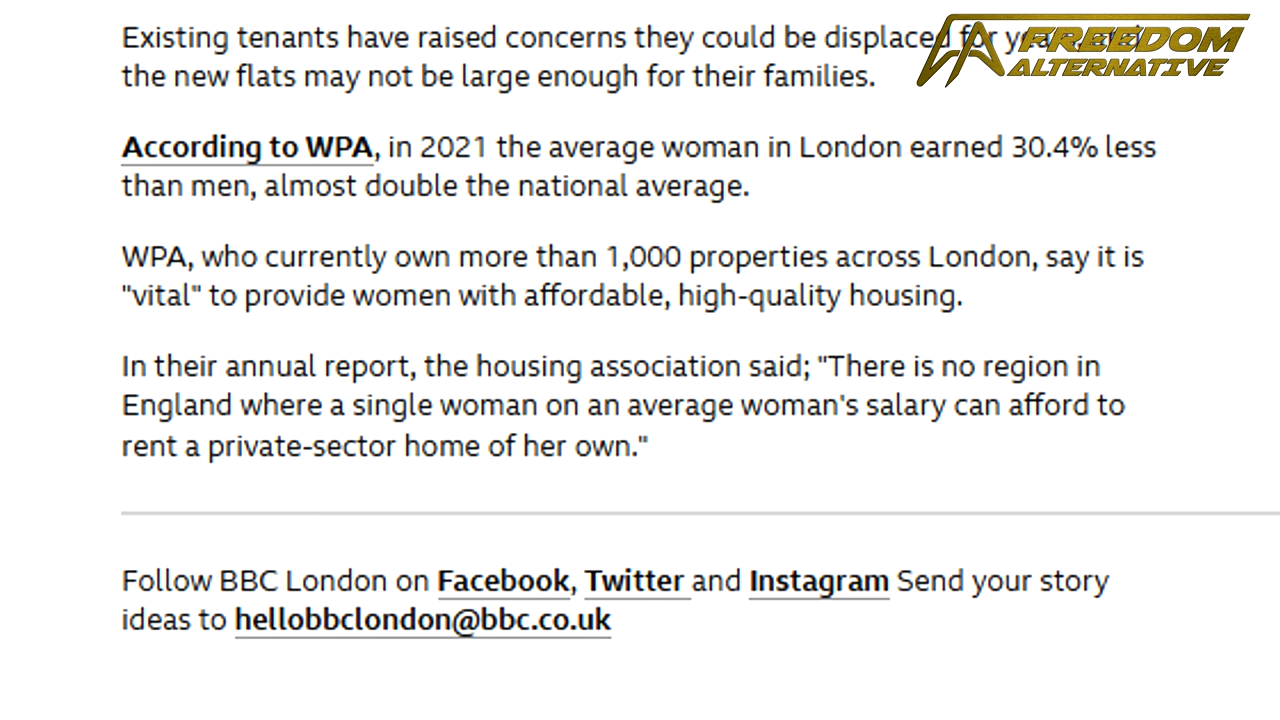 Existing tenants have raised concerns they could be displaced for
the new flats may not be large enough for their families.
FREEDOM
ALTERNATIVE
According to WPA, in 2021 the average woman in London earned 30.4% less
than men, almost double the national average.
WPA, who currently own more than 1,000 properties across London, say it is
"vital" to provide women with affordable, high-quality housing.
In their annual report, the housing association said; "There is no region in
England where a single woman on an average woman's salary can afford to
rent a private-sector home of her own."
Follow BBC London on Facebook, Twitter and Instagram Send your story
ideas to hellobbclondon@bbc.co.uk